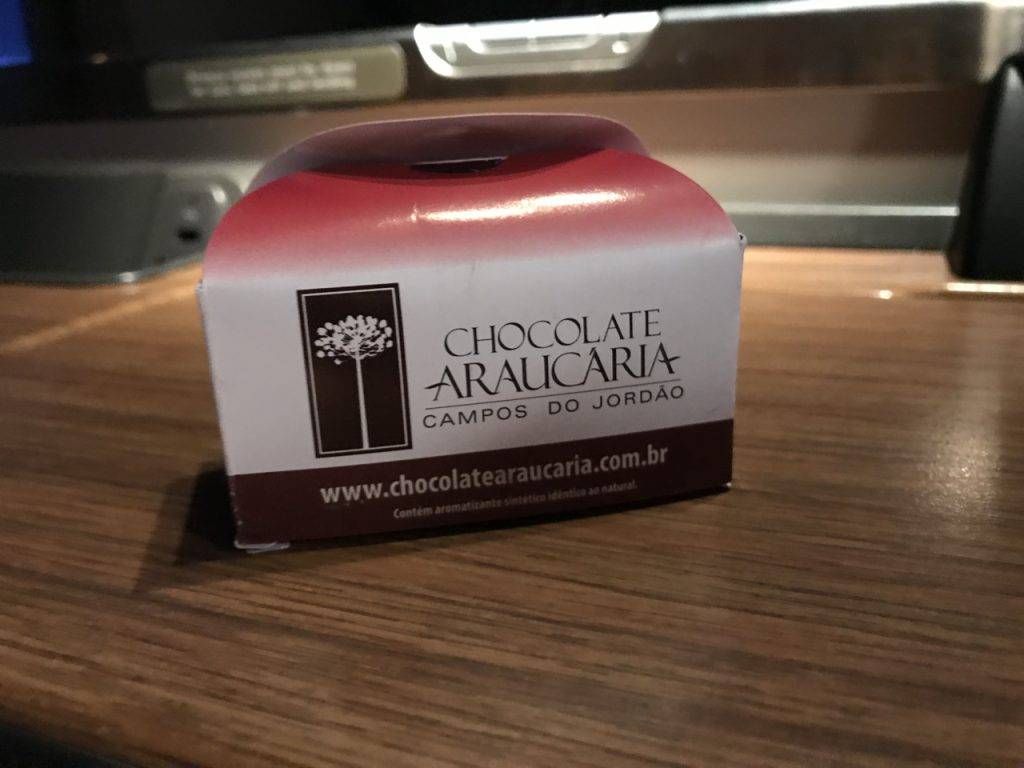 CHOCOLATE
ARAUCÁRIA
CAMPOS DO JORDÃO
www.chocolatearaucaria.com.br
Contém aromatizante sintético idêntico ao natural.